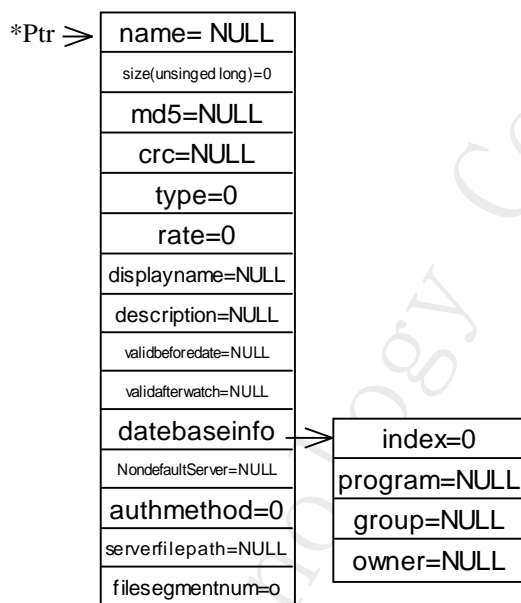 *Ptr
name= NULL
size(unsinged long)=0
md5=NULL
crc=NULL
type=0
rate=0
displayname=NULL
description=NULL
validbeforedate=NULL
validafterwatch=NULL
datebaseinfo
index=0
NondefaultServer=NULL
program=NULL
authmethod=0
group=NULL
serverfilepath=NULL
owner=NULL
filesegmentnum=o
nology Co